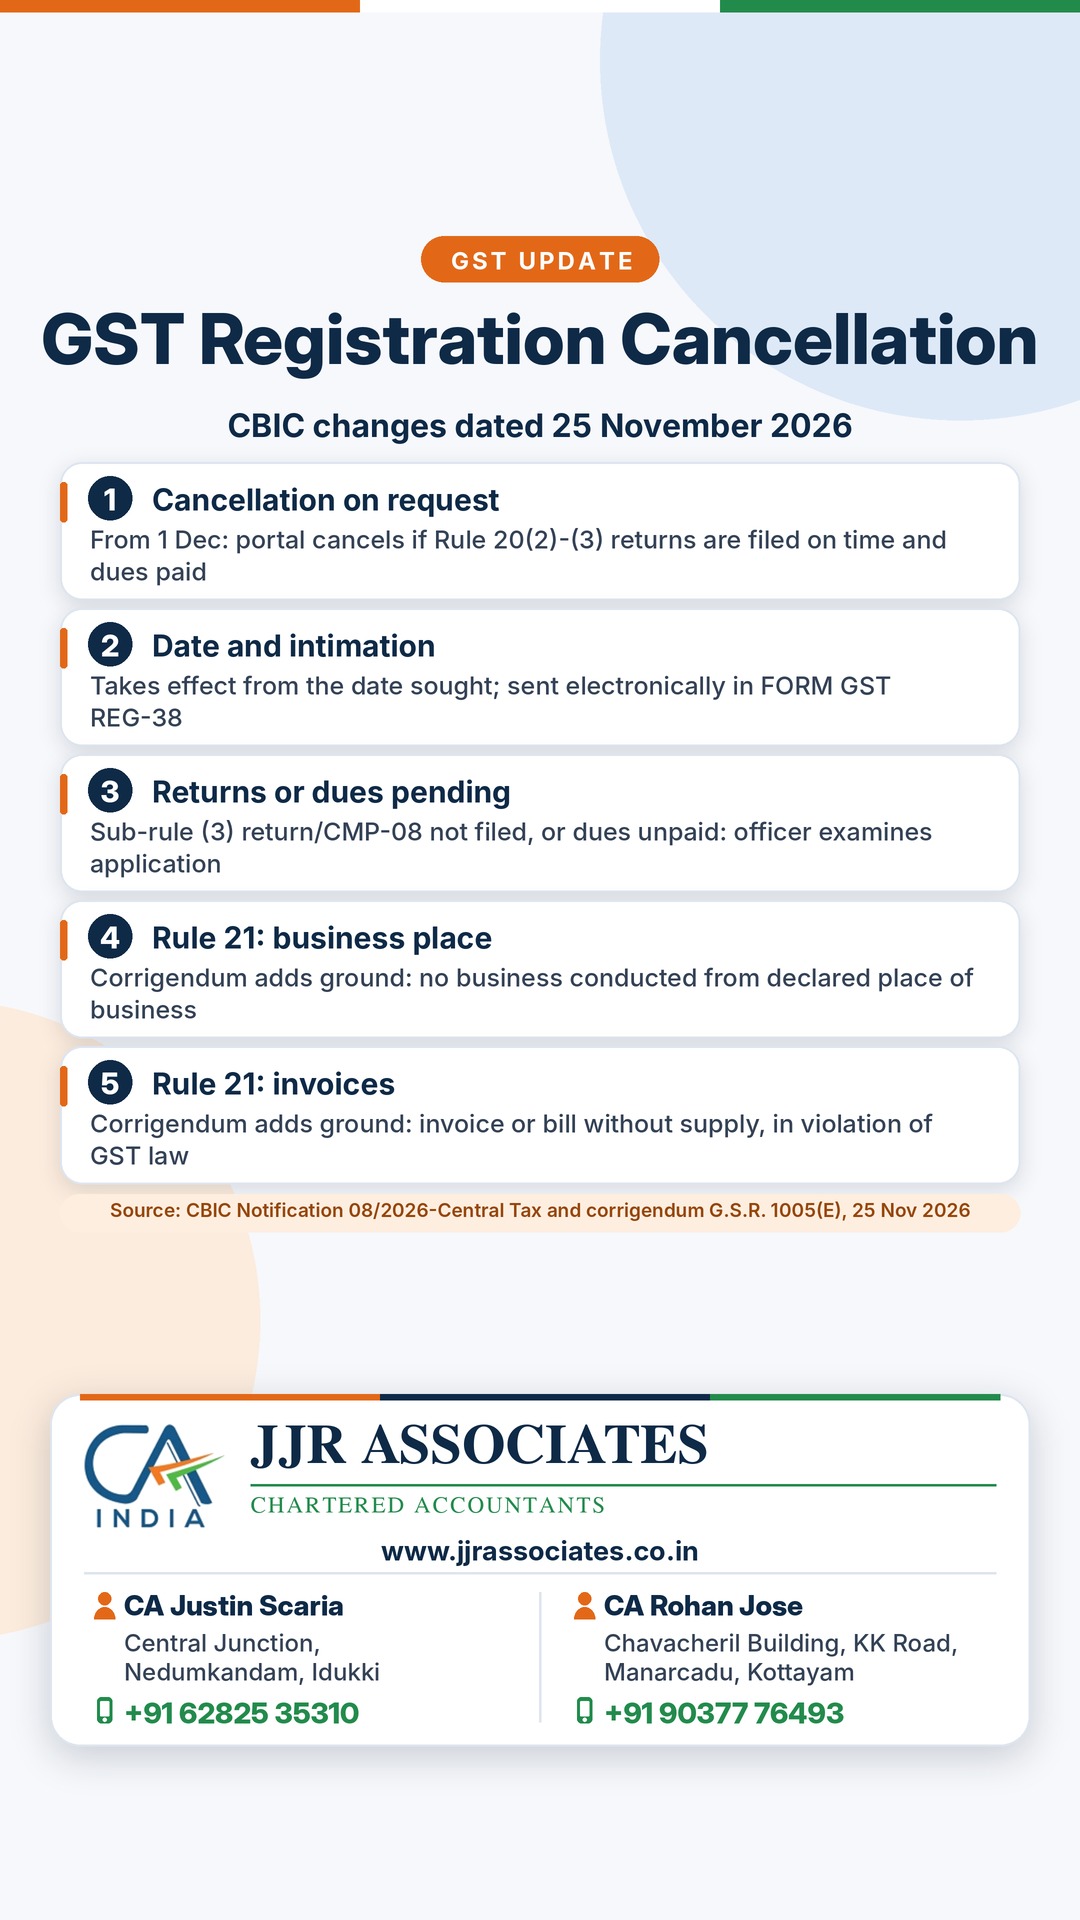 GST UPDATE
GST Registration Cancellation
CBIC changes dated 25 November 2026
1 Cancellation on request
From 1 Dec: portal cancels if Rule 20(2)-(3) returns are filed on time and
dues paid
2 Date and intimation
Takes effect from the date sought; sent electronically in FORM GST
REG-38
3 Returns or dues pending
Sub-rule (3) return/CMP-08 not filed, or dues unpaid: officer examines
application
4 Rule 21: business place
Corrigendum adds ground: no business conducted from declared place of
business
5 Rule 21: invoices
Corrigendum adds ground: invoice or bill without supply, in violation of
GST law
Source: CBIC Notification 08/2026-Central Tax and corrigendum G.S.R. 1005(E), 25 Nov 2026
CA
INDIA
JJR ASSOCIATES
CHARTERED ACCOUNTANTS
www.jjrassociates.co.in
CA Justin Scaria
Central Junction,
Nedumkandam, Idukki
+91 62825 35310
CA Rohan Jose
Chavacheril Building, KK Road,
Manarcadu, Kottayam
+91 90377 76493